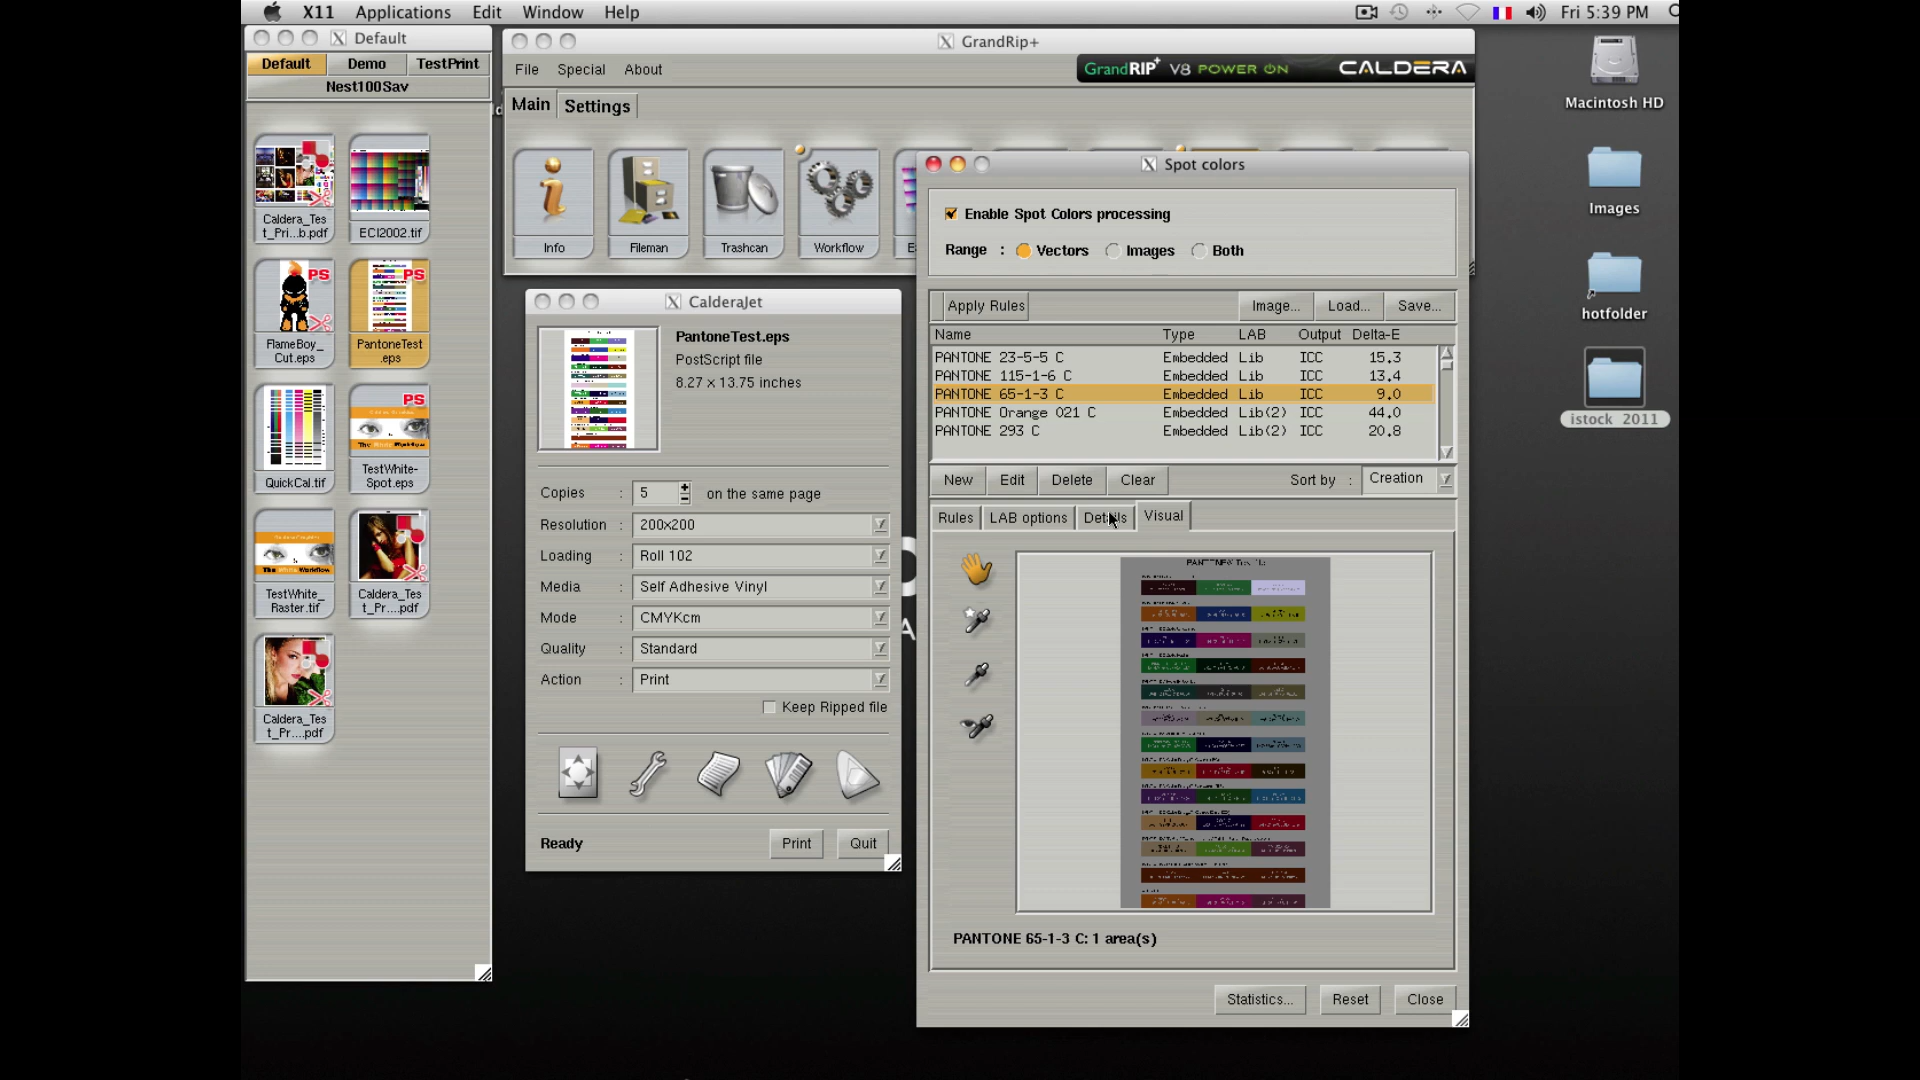 X11 Applications Edit Window Help
Fri 5:39 PM
Default
Default Demo TestPrint
Nest100Sav
Caldera_Tes
t_Pri...b.pdf
ECI2002.tif
PS
FlameBoy_
Cut.eps
PS
PantoneTest
.eps
QuickCal.tif
PS
TestWhite-
Spot.eps
TestWhite_
Raster.tif
Caldera_Tes
t_Pr....pdf
Caldera_Tes
t_Pr....pdf
GrandRip+
File Special About
GrandRIP+ V8 POWER ON CALDERA
Main Settings
Info
Fileman
Trashcan
Workflow
CalderaJet
PantoneTest.eps
PostScript file
8.27 x 13.75 inches
Copies : 5 on the same page
Resolution : 200x200
Loading : Roll 102
Media : Self Adhesive Vinyl
Mode : CMYKcm
Quality : Standard
Action : Print
Keep Ripped file
Ready Print Quit
Spot colors
Enable Spot Colors processing
Range : Vectors Images Both
Apply Rules Image... Load... Save...
Name Type LAB Output Delta-E
PANTONE 23-5-5 C Embedded Lib ICC 15.3
PANTONE 115-1-6 C Embedded Lib ICC 13.4
PANTONE 65-1-3 C Embedded Lib ICC 9.0
PANTONE Orange 021 C Embedded Lib(2) ICC 44.0
PANTONE 293 C Embedded Lib(2) ICC 20.8
New Edit Delete Clear Sort by : Creation
Rules LAB options Details Visual
PANTONE 65-1-3 C: 1 area(s)
Statistics... Reset Close
Macintosh HD
Images
hotfolder
istock 2011